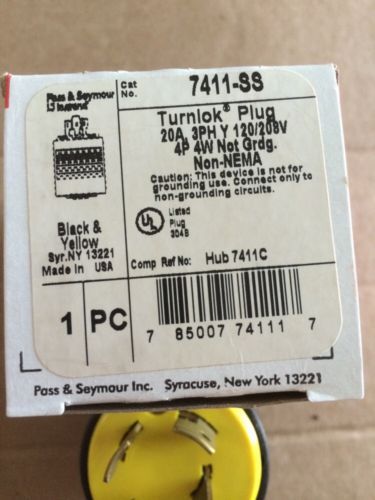 Pass & Seymour
legrand
Cat
No.
7411-SS
Turnlok® Plug
20A, 3PH Y 120/208V
4P 4W Not Grdg.
Non-NEMA
Caution: This device is not for
grounding use. Connect only to
non-grounding circuits.
Black &
Yellow
Syr. NY 13221
Made in USA
UL
Listed
Plug
304B
Comp Ref No: Hub 7411C
1 PC
7 85007 74111 7
Pass & Seymour Inc. Syracuse, New York 13221